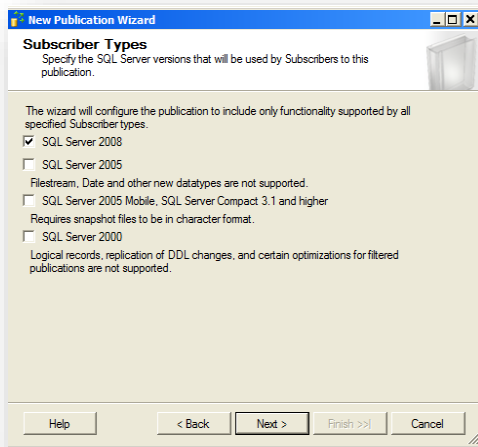 New Publication Wizard
Subscriber Types
Specify the SQL Server versions that will be used by Subscribers to this
publication.
The wizard will configure the publication to include only functionality supported by all
specified Subscriber types.
SQL Server 2008
SQL Server 2005
Filestream, Date and other new datatypes are not supported.
SQL Server 2005 Mobile, SQL Server Compact 3.1 and higher
Requires snapshot files to be in character format.
SQL Server 2000
Logical records, replication of DDL changes, and certain optimizations for filtered
publications are not supported.
Help < Back Next > Finish >>| Cancel